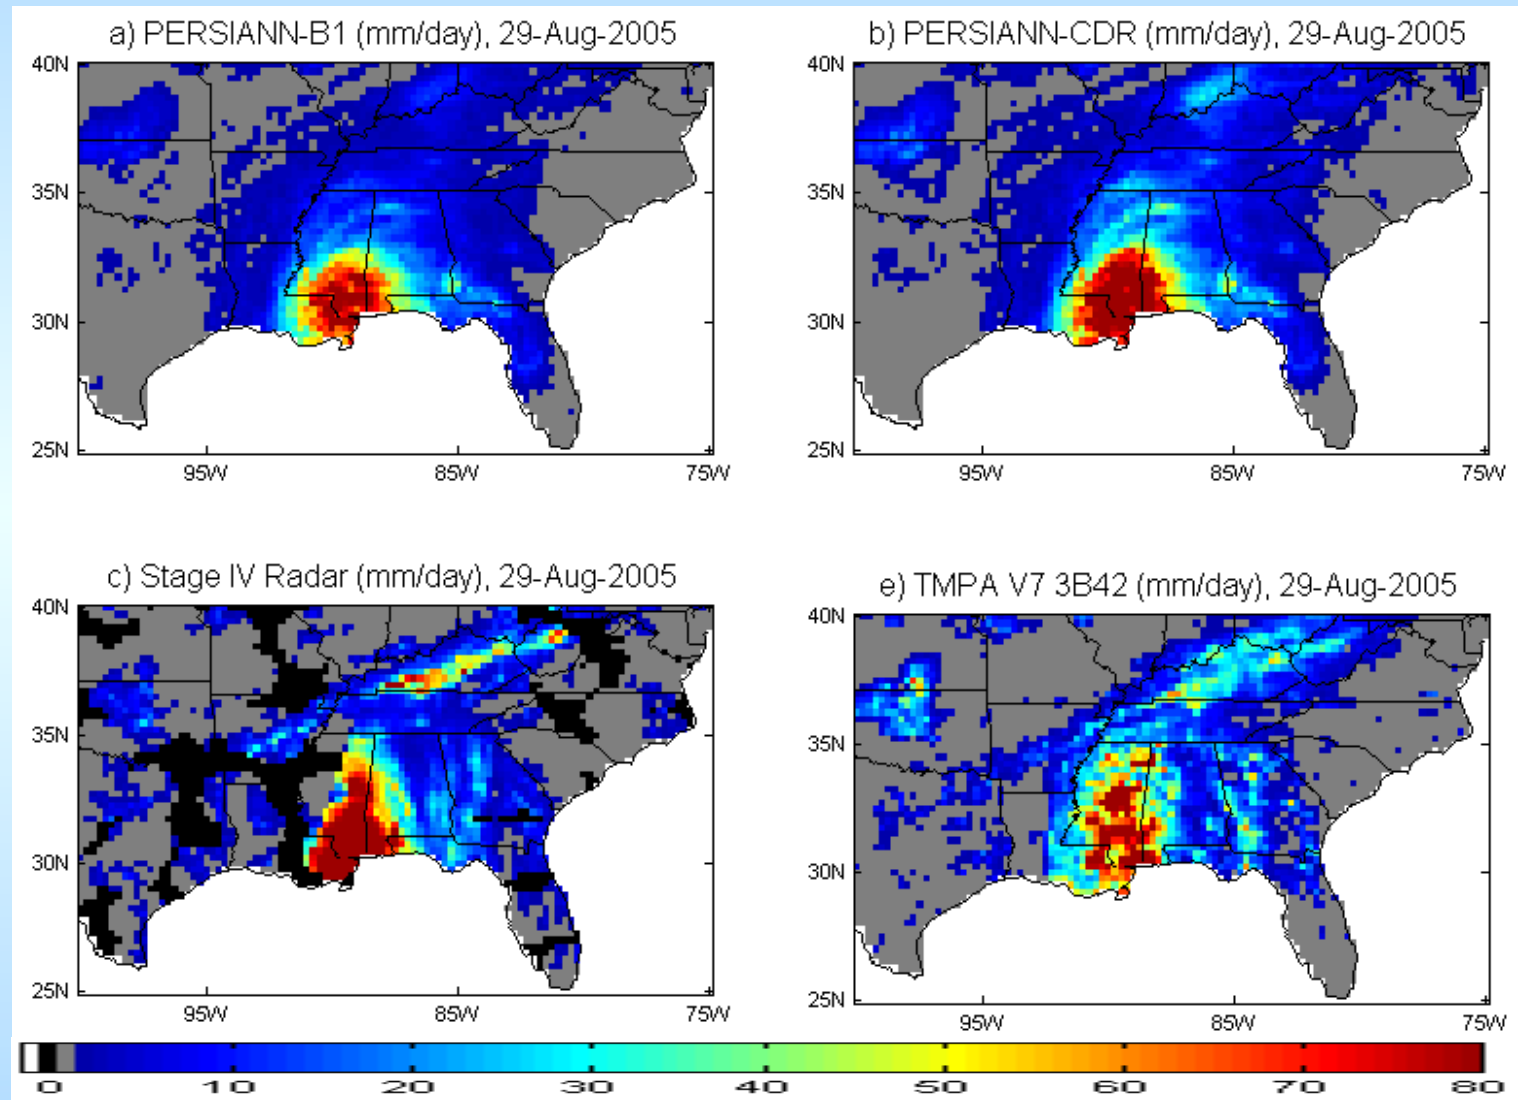 a) PERSIANN-B1 (mm/day), 29-Aug-2005
b) PERSIANN-CDR (mm/day), 29-Aug-2005
40N
35N
30N
25N
95W
85W
75W
40N
35N
30N
25N
95W
85W
75W
c) Stage IV Radar (mm/day), 29-Aug-2005
e) TMPA V7 3B42 (mm/day), 29-Aug-2005
40N
35N
30N
25N
95W
85W
75W
40N
35N
30N
25N
95W
85W
75W
0 10 20 30 40 50 60 70 80